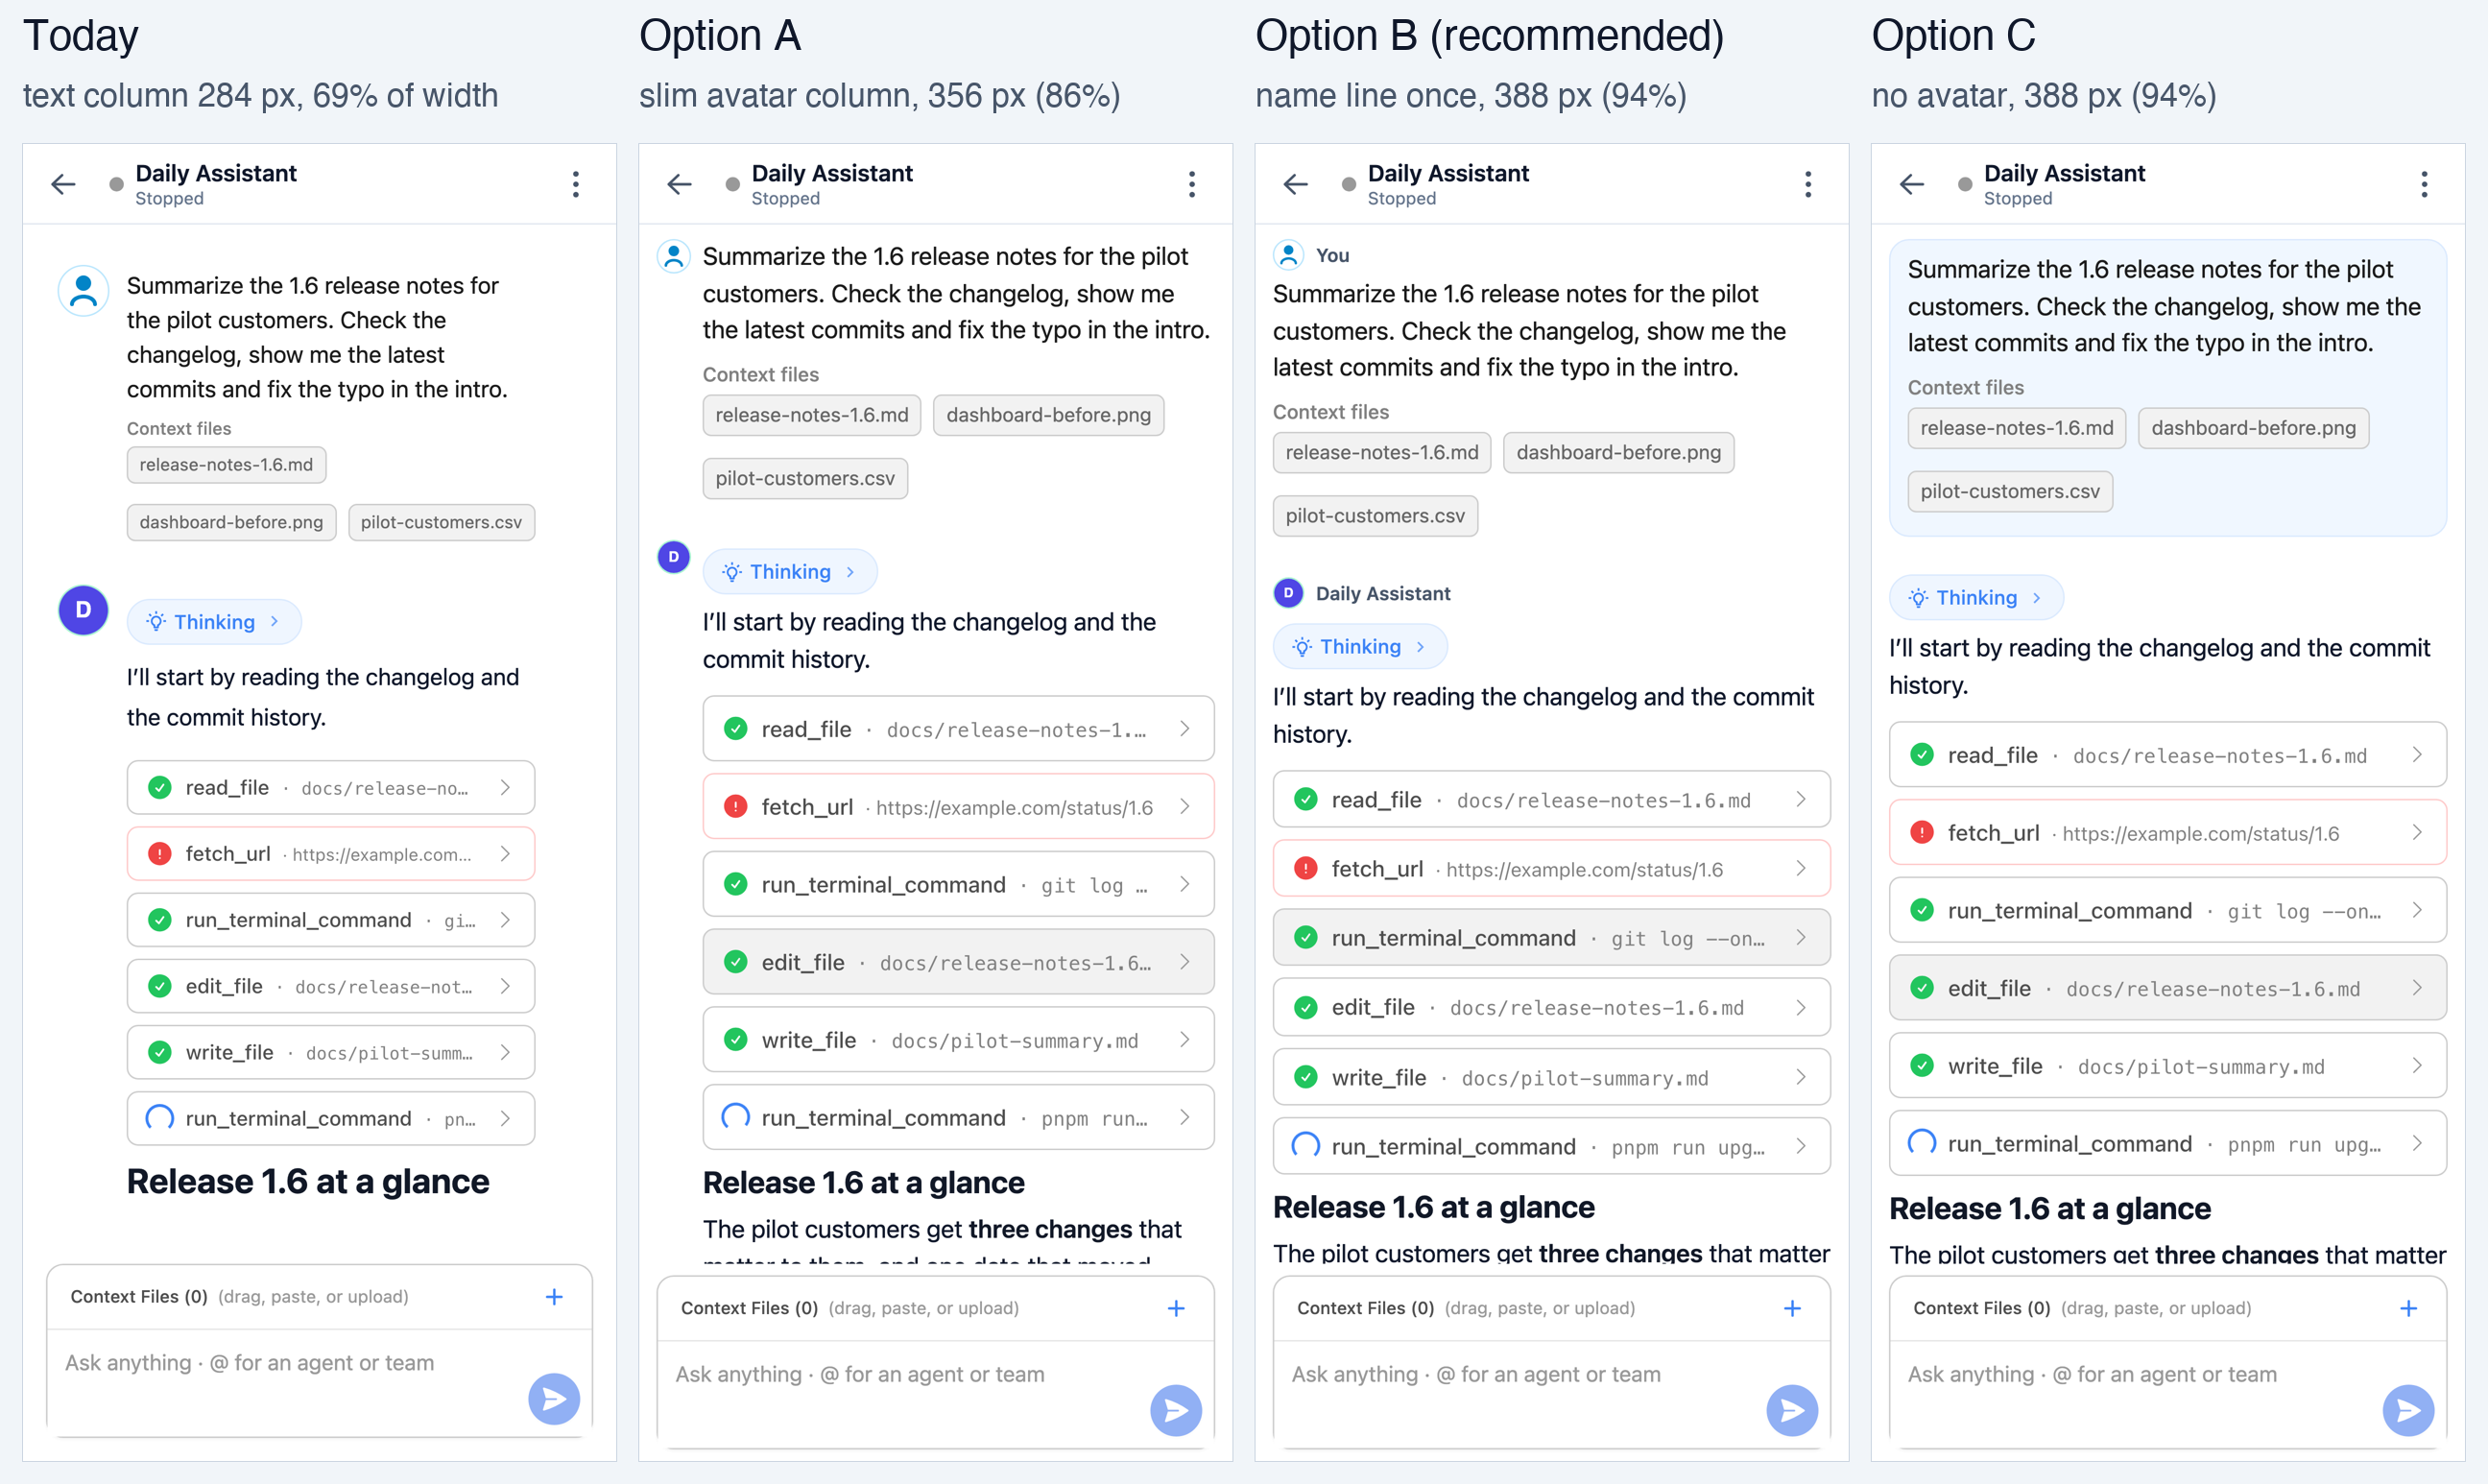 Today
text column 284 px, 69% of width
Daily Assistant
Stopped
Summarize the 1.6 release notes for
the pilot customers. Check the
changelog, show me the latest
commits and fix the typo in the intro.
Context files
release-notes-1.6.md
dashboard-before.png pilot-customers.csv
D
Thinking
I’ll start by reading the changelog and
the commit history.
read_file · docs/release-no…
fetch_url · https://example.com…
run_terminal_command · gi…
edit_file · docs/release-not…
write_file · docs/pilot-summ…
run_terminal_command · pn…
Release 1.6 at a glance
Context Files (0) (drag, paste, or upload)
Ask anything · @ for an agent or team
Option A
slim avatar column, 356 px (86%)
Daily Assistant
Stopped
Summarize the 1.6 release notes for the pilot
customers. Check the changelog, show me
the latest commits and fix the typo in the intro.
Context files
release-notes-1.6.md dashboard-before.png
pilot-customers.csv
D
Thinking
I’ll start by reading the changelog and the
commit history.
read_file · docs/release-notes-1.…
fetch_url · https://example.com/status/1.6
run_terminal_command · git log …
edit_file · docs/release-notes-1.6…
write_file · docs/pilot-summary.md
run_terminal_command · pnpm run…
Release 1.6 at a glance
The pilot customers get three changes that
matter to them, and one date that moved
Context Files (0) (drag, paste, or upload)
Ask anything · @ for an agent or team
Option B (recommended)
name line once, 388 px (94%)
Daily Assistant
Stopped
You
Summarize the 1.6 release notes for the pilot
customers. Check the changelog, show me the
latest commits and fix the typo in the intro.
Context files
release-notes-1.6.md dashboard-before.png
pilot-customers.csv
D Daily Assistant
Thinking
I’ll start by reading the changelog and the commit
history.
read_file · docs/release-notes-1.6.md
fetch_url · https://example.com/status/1.6
run_terminal_command · git log --on…
edit_file · docs/release-notes-1.6.md
write_file · docs/pilot-summary.md
run_terminal_command · pnpm run upg…
Release 1.6 at a glance
The pilot customers get three changes that matter
Context Files (0) (drag, paste, or upload)
Ask anything · @ for an agent or team
Option C
no avatar, 388 px (94%)
Daily Assistant
Stopped
Summarize the 1.6 release notes for the pilot
customers. Check the changelog, show me the
latest commits and fix the typo in the intro.
Context files
release-notes-1.6.md dashboard-before.png
pilot-customers.csv
Thinking
I’ll start by reading the changelog and the commit
history.
read_file · docs/release-notes-1.6.md
fetch_url · https://example.com/status/1.6
run_terminal_command · git log --on…
edit_file · docs/release-notes-1.6.md
write_file · docs/pilot-summary.md
run_terminal_command · pnpm run upg…
Release 1.6 at a glance
The pilot customers get three changes that matter
Context Files (0) (drag, paste, or upload)
Ask anything · @ for an agent or team